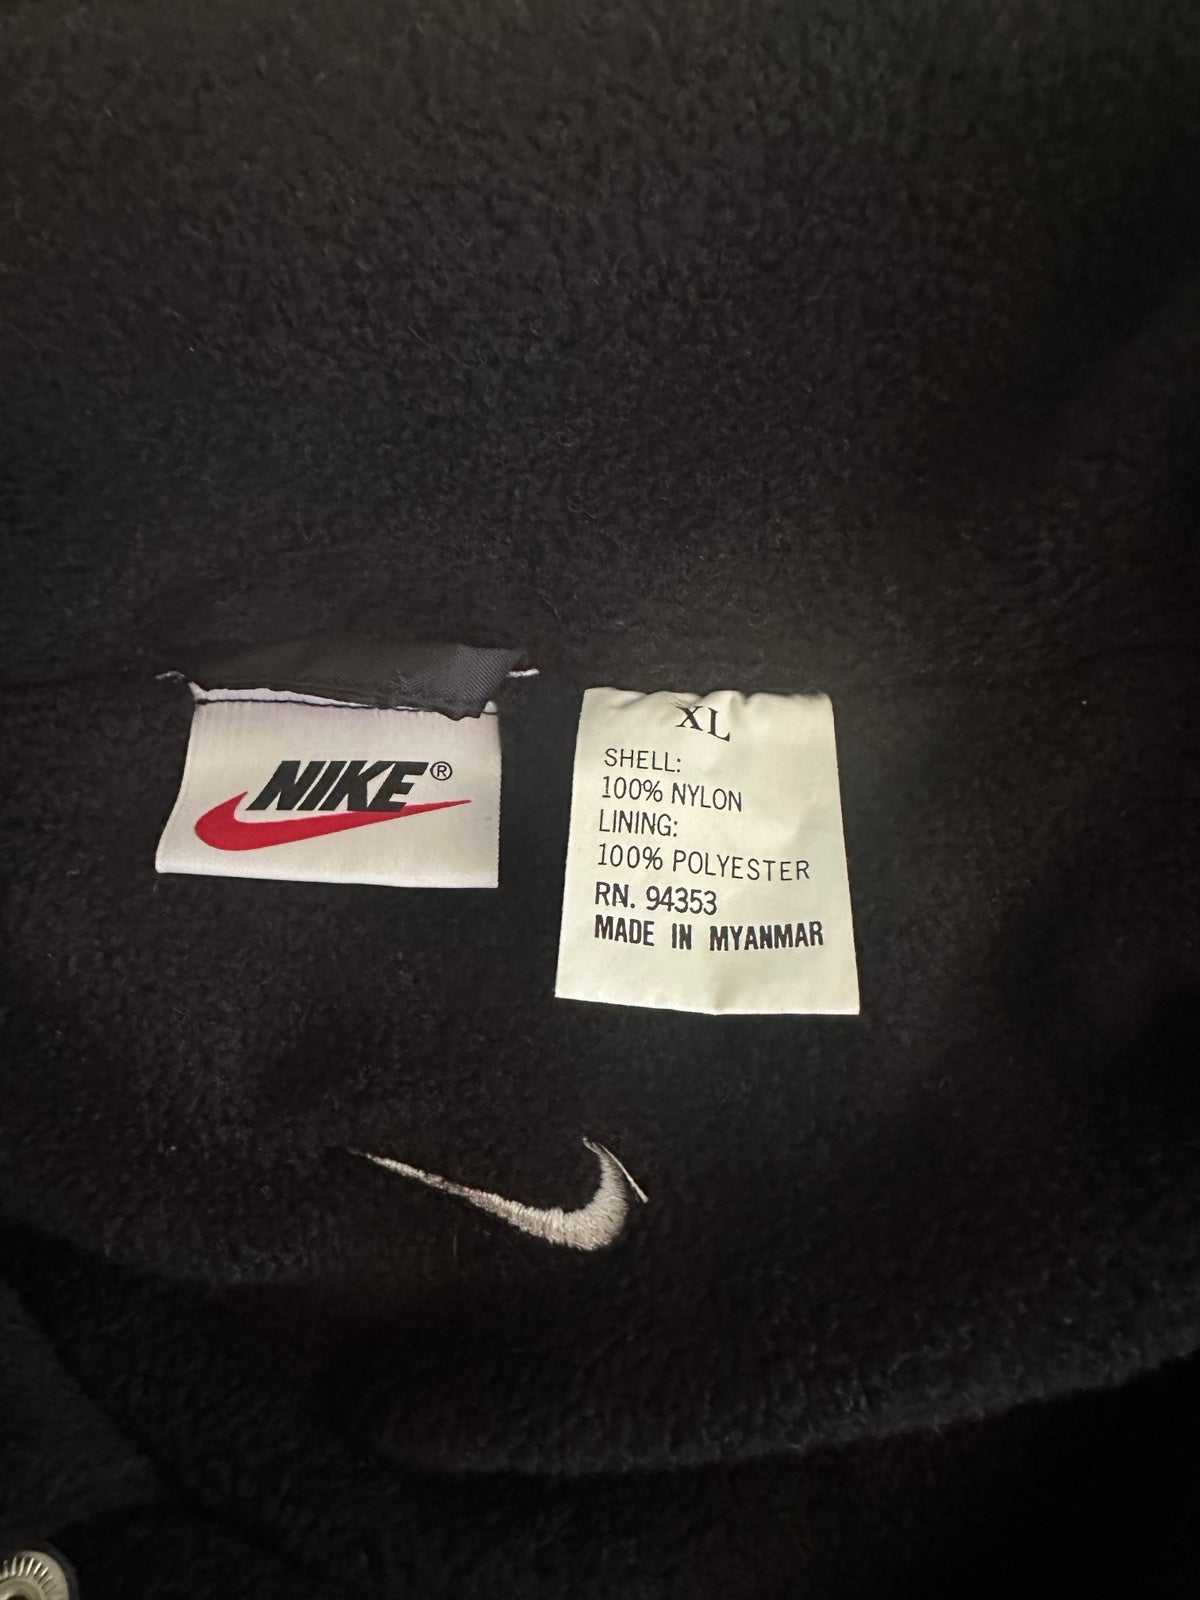 NIKE®
XL
SHELL:
100% NYLON
LINING:
100% POLYESTER
RN. 94353
MADE IN MYANMAR